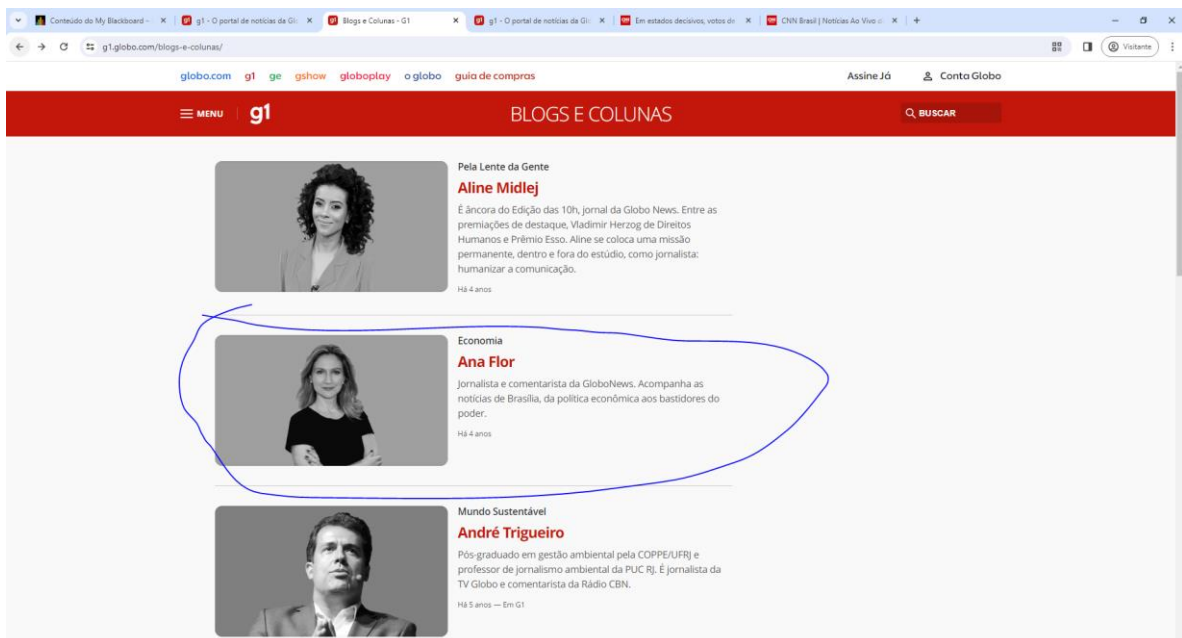 Conteúdo do My Blackboard -
g1 - O portal de notícias da Glo
Blogs e Colunas - G1
g1 - O portal de notícias da Glo
Em estados decisivos, votos de
CNN Brasil | Notícias Ao Vivo d
g1.globo.com/blogs-e-colunas/
Visitante
globo.com g1 ge gshow globoplay o globo guia de compras Assine Já Conta Globo
MENU g1 BLOGS E COLUNAS BUSCAR
Pela Lente da Gente
Aline Midlej
É âncora do Edição das 10h, jornal da Globo News. Entre as
premiações de destaque, Vladimir Herzog de Direitos
Humanos e Prêmio Esso. Aline se coloca uma missão
permanente, dentro e fora do estúdio, como jornalista:
humanizar a comunicação.
Há 4 anos
Economia
Ana Flor
Jornalista e comentarista da GloboNews. Acompanha as
notícias de Brasília, da política econômica aos bastidores do
poder.
Há 4 anos
Mundo Sustentável
André Trigueiro
Pós-graduado em gestão ambiental pela COPPE/UFRJ e
professor de jornalismo ambiental da PUC RJ. É jornalista da
TV Globo e comentarista da Rádio CBN.
Há 5 anos — Em G1